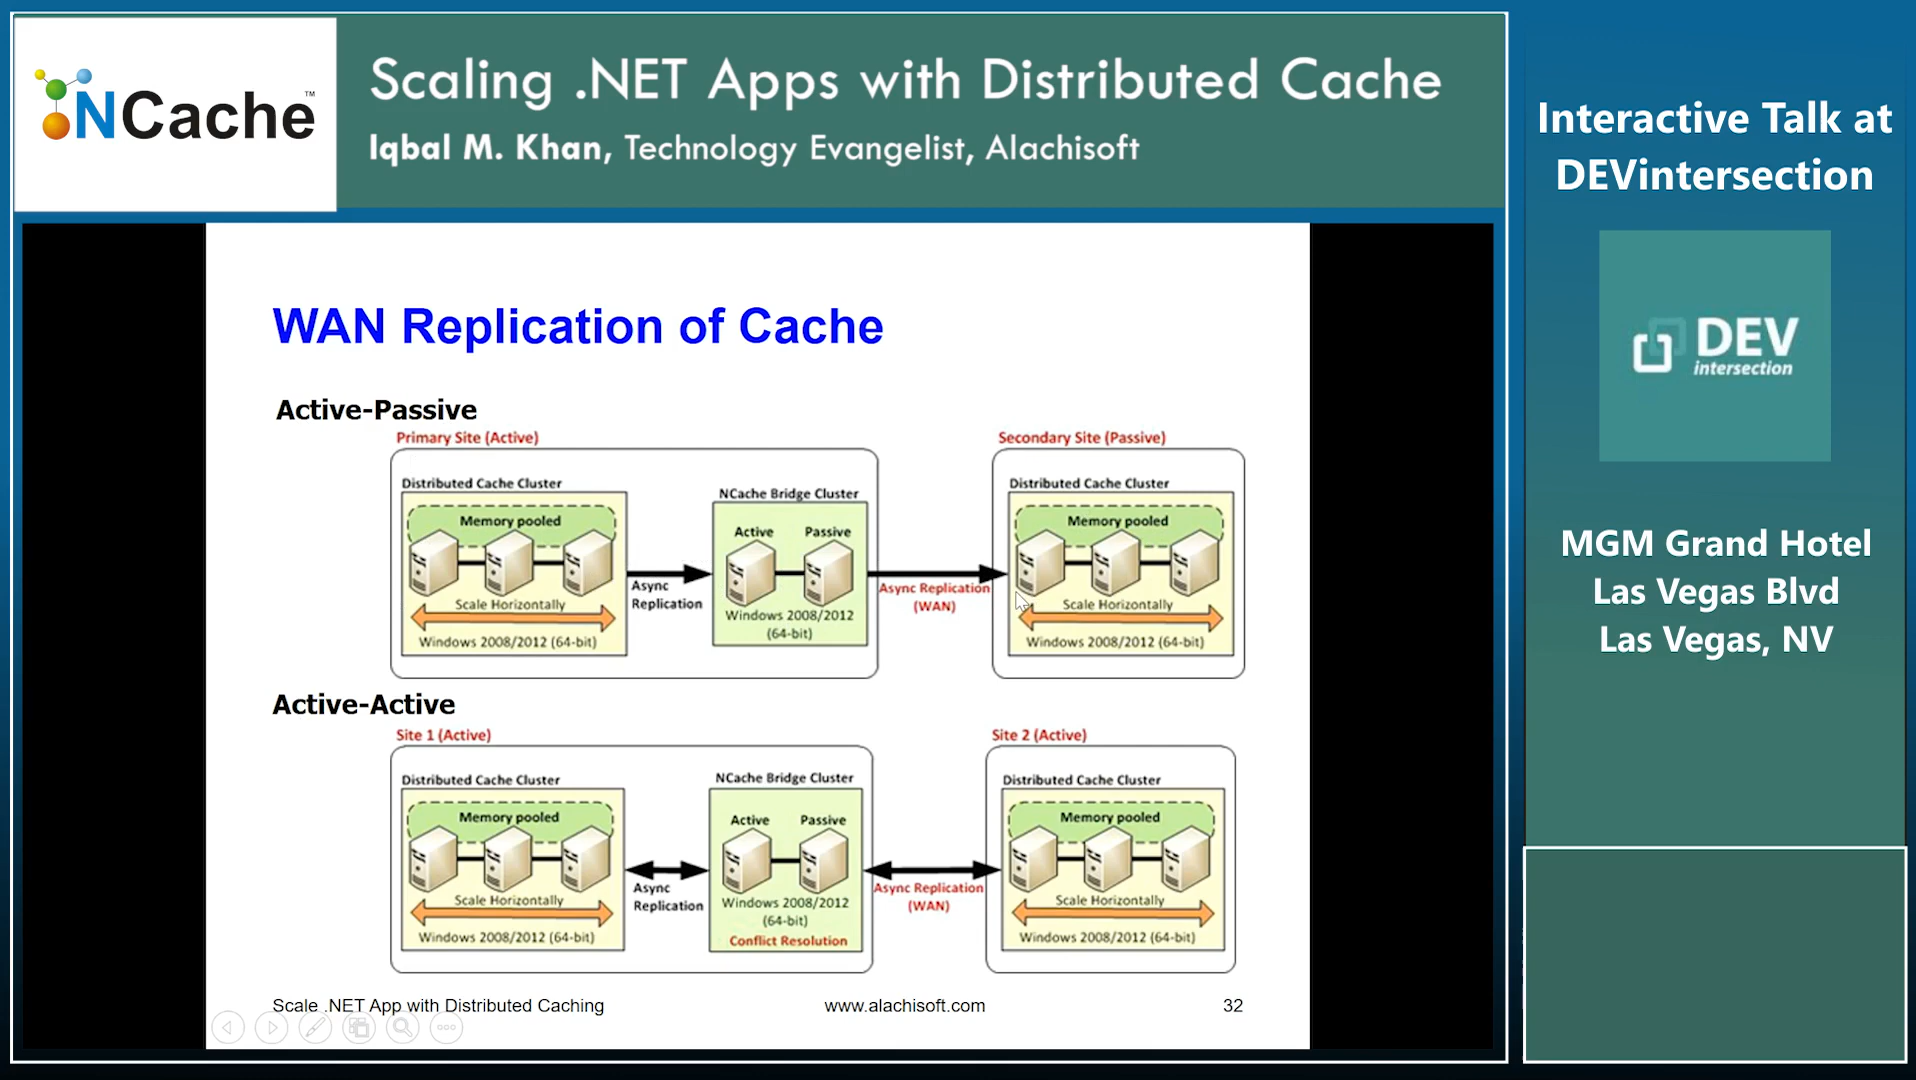 NCache™
Scaling .NET Apps with Distributed Cache
Iqbal M. Khan, Technology Evangelist, Alachisoft
Interactive Talk at
DEVintersection
DEV
intersection
MGM Grand Hotel
Las Vegas Blvd
Las Vegas, NV
WAN Replication of Cache
Active-Passive
Primary Site (Active)
Distributed Cache Cluster
Memory pooled
Scale Horizontally
Windows 2008/2012 (64-bit)
Async
Replication
NCache Bridge Cluster
Active Passive
Windows 2008/2012
(64-bit)
Async Replication
(WAN)
Secondary Site (Passive)
Distributed Cache Cluster
Memory pooled
Scale Horizontally
Windows 2008/2012 (64-bit)
Active-Active
Site 1 (Active)
Distributed Cache Cluster
Memory pooled
Scale Horizontally
Windows 2008/2012 (64-bit)
Async
Replication
NCache Bridge Cluster
Active Passive
Windows 2008/2012
(64-bit)
Conflict Resolution
Async Replication
(WAN)
Site 2 (Active)
Distributed Cache Cluster
Memory pooled
Scale Horizontally
Windows 2008/2012 (64-bit)
Scale .NET App with Distributed Caching
www.alachisoft.com
32